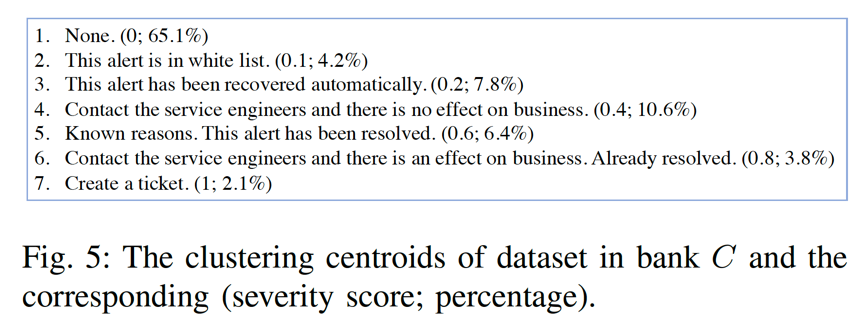 1. None. (0; 65.1%)
2. This alert is in white list. (0.1; 4.2%)
3. This alert has been recovered automatically. (0.2; 7.8%)
4. Contact the service engineers and there is no effect on business. (0.4; 10.6%)
5. Known reasons. This alert has been resolved. (0.6; 6.4%)
6. Contact the service engineers and there is an effect on business. Already resolved. (0.8; 3.8%)
7. Create a ticket. (1; 2.1%)
Fig. 5: The clustering centroids of dataset in bank C and the
corresponding (severity score; percentage).